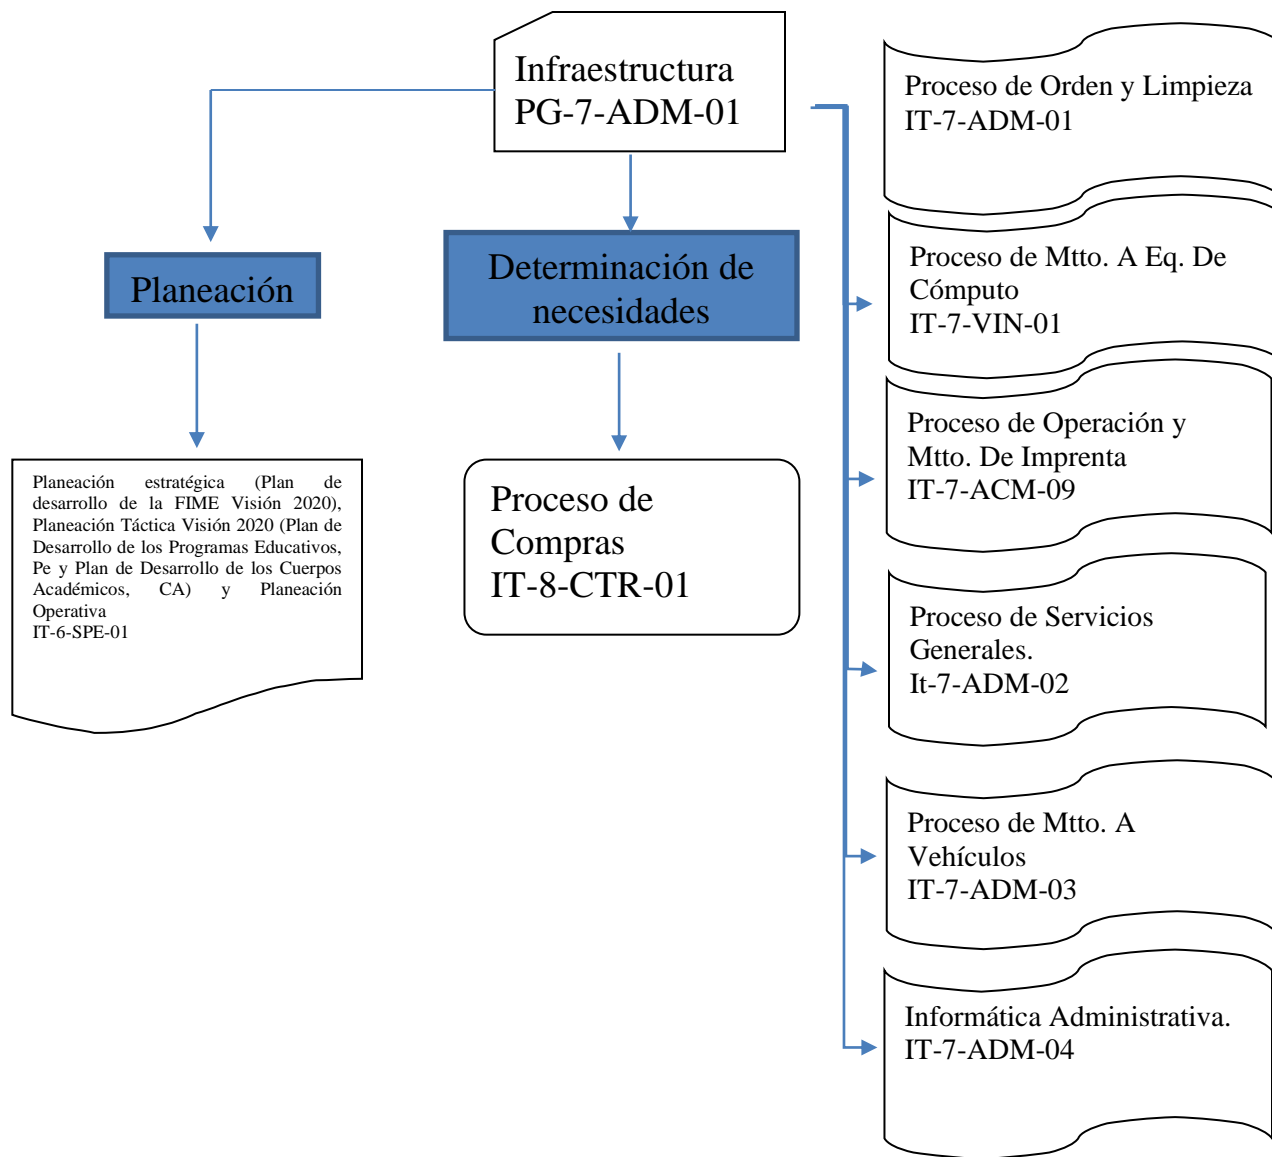 Infraestructura
PG-7-ADM-01
Planeación
Determinación de
necesidades
Planeación estratégica (Plan de
desarrollo de la FIME Visión 2020),
Planeación Táctica Visión 2020 (Plan de
Desarrollo de los Programas Educativos,
Pe y Plan de Desarrollo de los Cuerpos
Académicos, CA) y Planeación
Operativa
IT-6-SPE-01
Proceso de
Compras
IT-8-CTR-01
Proceso de Orden y Limpieza
IT-7-ADM-01
Proceso de Mtto. A Eq. De
Cómputo
IT-7-VIN-01
Proceso de Operación y
Mtto. De Imprenta
IT-7-ACM-09
Proceso de Servicios
Generales.
It-7-ADM-02
Proceso de Mtto. A
Vehículos
IT-7-ADM-03
Informática Administrativa.
IT-7-ADM-04